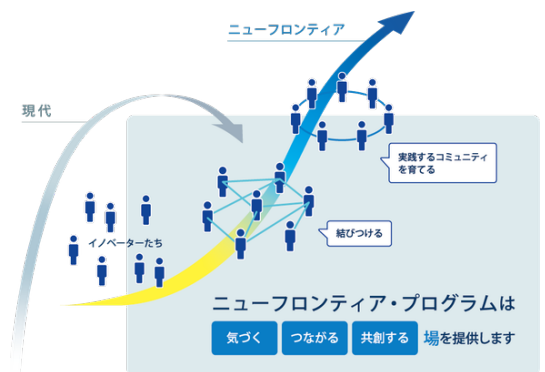 ニューフロンティア
現代
実践するコミュニティ
を育てる
イノベーターたち
結びつける
ニューフロンティア・プログラムは
気づく つながる 共創する 場を提供します